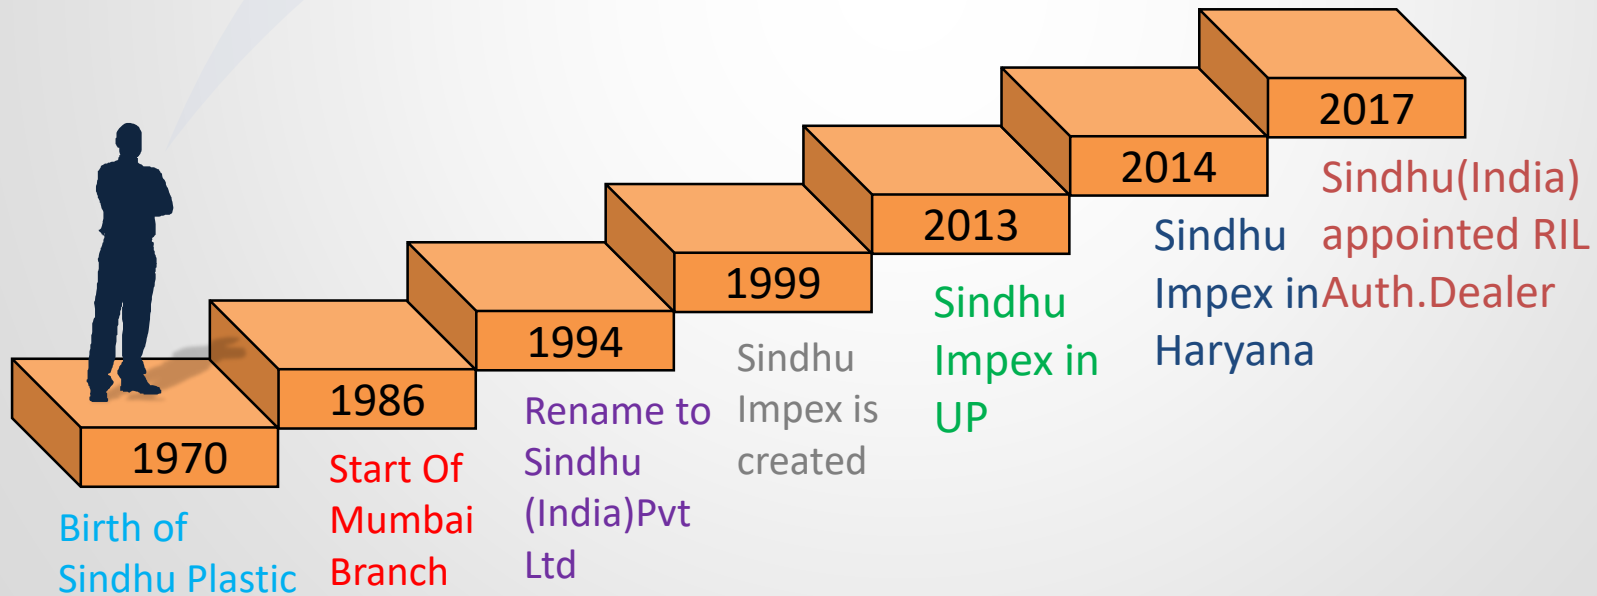 1970
Birth of
Sindhu Plastic
1986
Start Of
Mumbai
Branch
1994
Rename to
Sindhu
(India)Pvt
Ltd
1999
Sindhu
Impex is
created
2013
Sindhu
Impex in
UP
2014
Sindhu
Impex in
Haryana
2017
Sindhu(India)
appointed RIL
Auth.Dealer